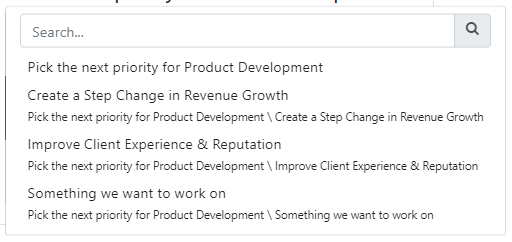 Search...
Pick the next priority for Product Development
Create a Step Change in Revenue Growth
Pick the next priority for Product Development \ Create a Step Change in Revenue Growth
Improve Client Experience & Reputation
Pick the next priority for Product Development \ Improve Client Experience & Reputation
Something we want to work on
Pick the next priority for Product Development \ Something we want to work on